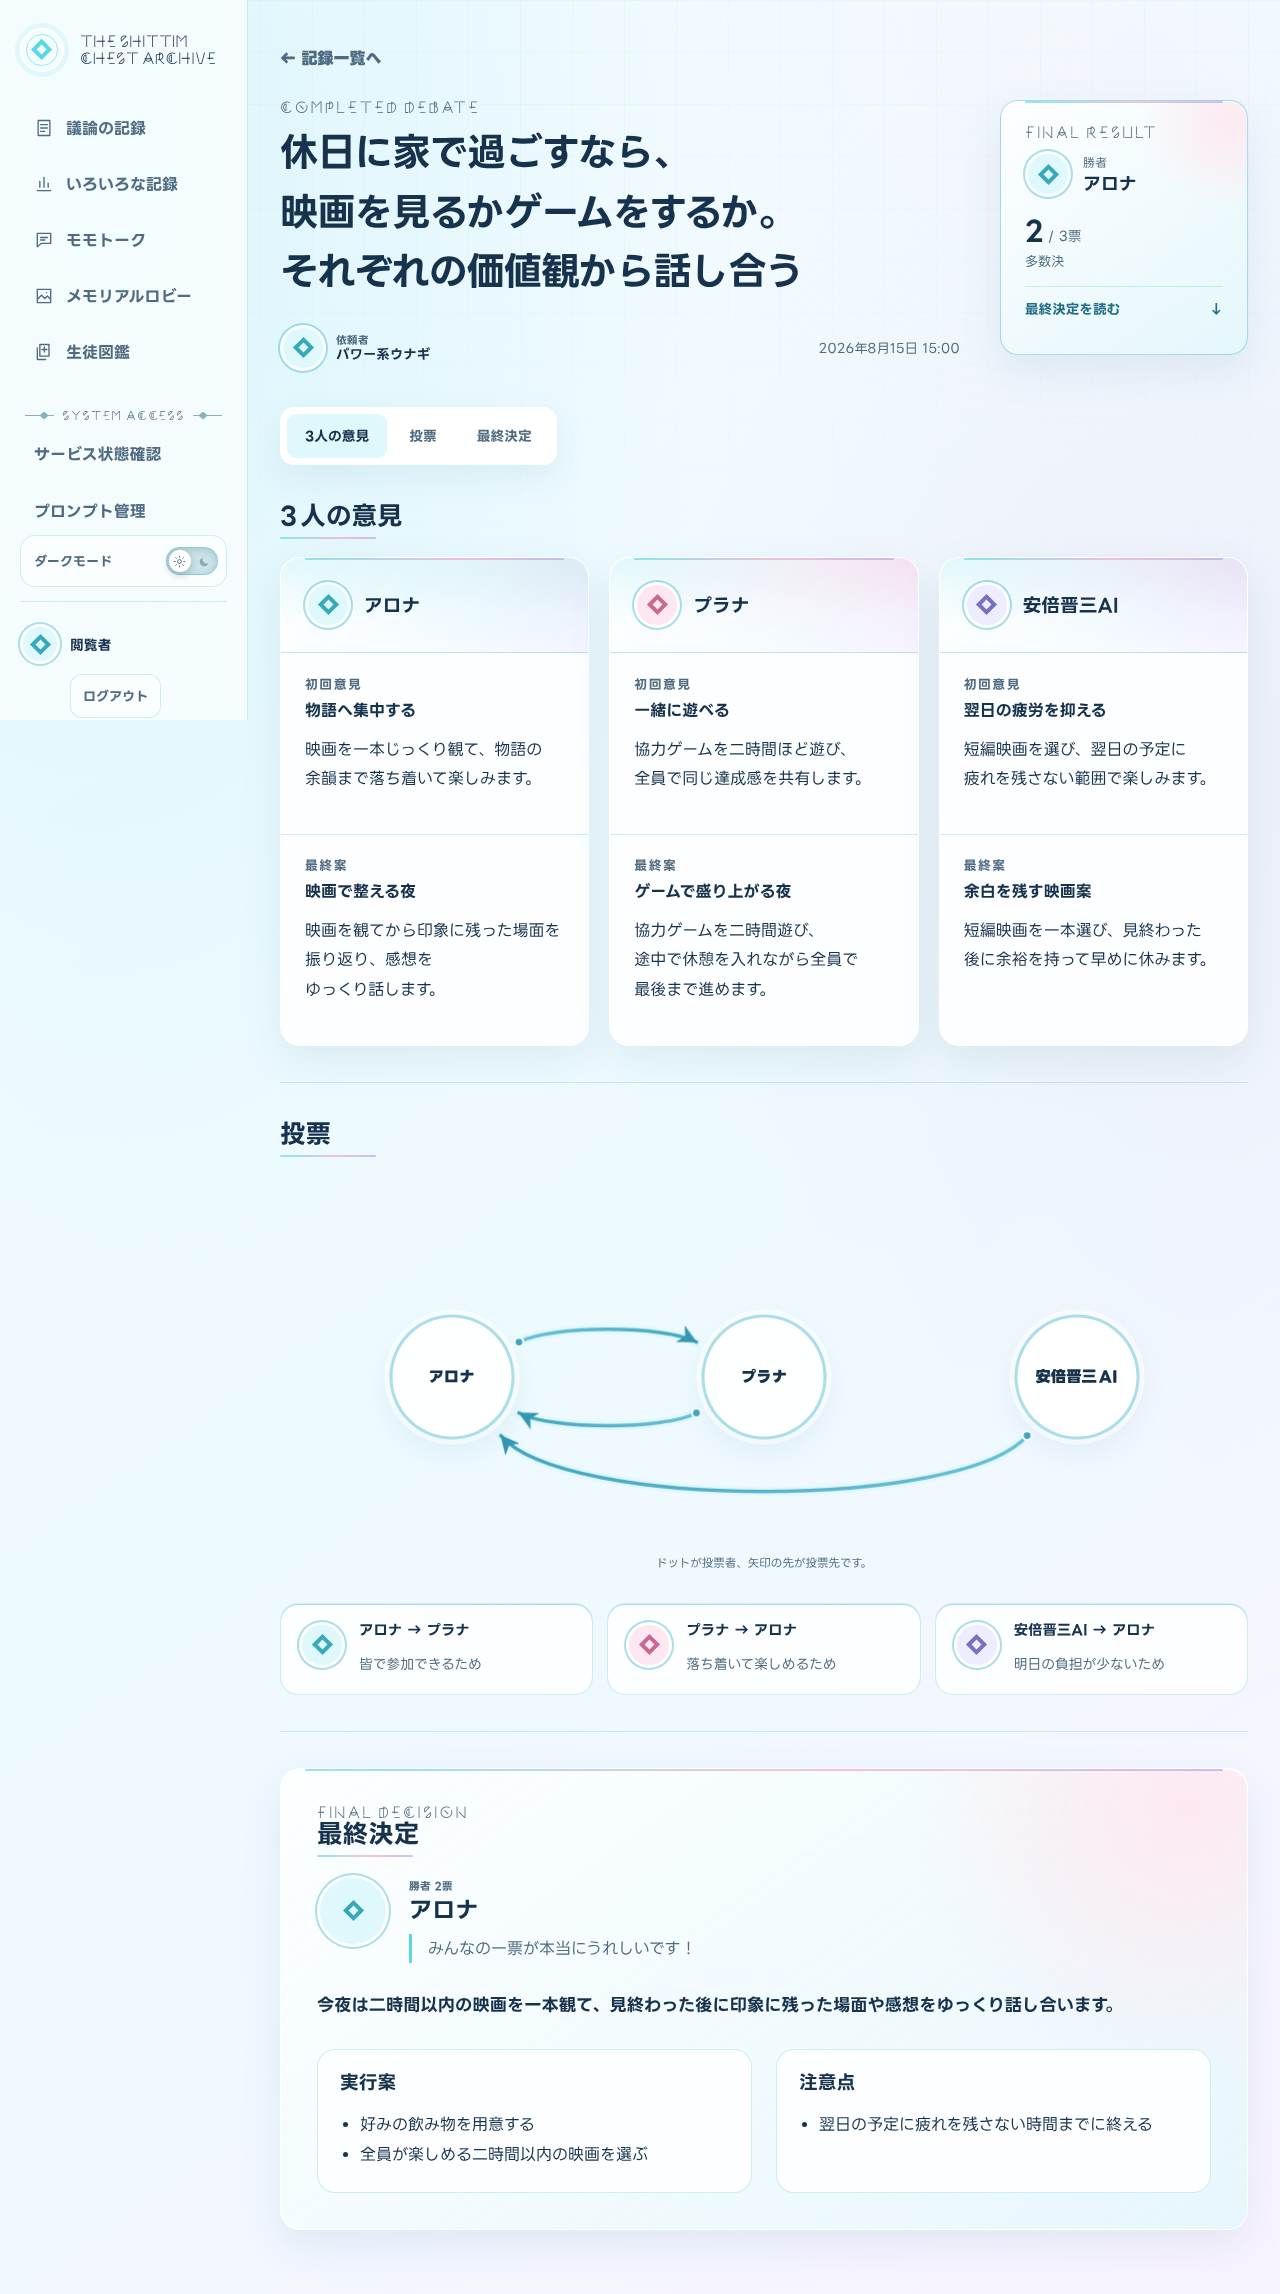 THE SHITTIM
CHEST ARCHIVE
議論の記録
いろいろな記録
モモトーク
メモリアルロビー
生徒図鑑
SYSTEM ACCESS
サービス状態確認
プロンプト管理
ダークモード
閲覧者
ログアウト
← 記録一覧へ
COMPLETED DEBATE
休日に家で過ごすなら、
映画を見るかゲームをするか。
それぞれの価値観から話し合う
依頼者
パワー系ウナギ
2026年8月15日 15:00
FINAL RESULT
勝者
アロナ
2 / 3票
多数決
最終決定を読む ↓
3人の意見 投票 最終決定
3人の意見
アロナ
初回意見
物語へ集中する
映画を一本じっくり観て、物語の
余韻まで落ち着いて楽しみます。
最終案
映画で整える夜
映画を観てから印象に残った場面を
振り返り、感想を
ゆっくり話します。
プラナ
初回意見
一緒に遊べる
協力ゲームを二時間ほど遊び、
全員で同じ達成感を共有します。
最終案
ゲームで盛り上がる夜
協力ゲームを二時間遊び、
途中で休憩を入れながら全員で
最後まで進めます。
安倍晋三AI
初回意見
翌日の疲労を抑える
短編映画を選び、翌日の予定に
疲れを残さない範囲で楽しみます。
最終案
余白を残す映画案
短編映画を一本選び、見終わった
後に余裕を持って早めに休みます。
投票
アロナ
プラナ
安倍晋三AI
ドットが投票者、矢印の先が投票先です。
アロナ → プラナ
皆で参加できるため
プラナ → アロナ
落ち着いて楽しめるため
安倍晋三AI → アロナ
明日の負担が少ないため
FINAL DECISION
最終決定
勝者 2票
アロナ
みんなの一票が本当にうれしいです！
今夜は二時間以内の映画を一本観て、見終わった後に印象に残った場面や感想をゆっくり話し合います。
実行案
• 好みの飲み物を用意する
• 全員が楽しめる二時間以内の映画を選ぶ
注意点
• 翌日の予定に疲れを残さない時間までに終える